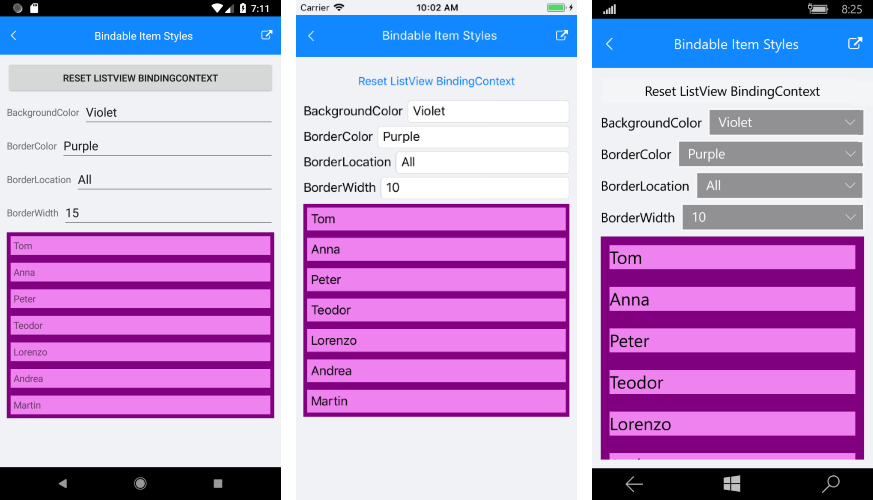 7:11
Bindable Item Styles
RESET LISTVIEW BINDINGCONTEXT
BackgroundColor Violet
BorderColor Purple
BorderLocation All
BorderWidth 15
Tom
Anna
Peter
Teodor
Lorenzo
Andrea
Martin
Carrier 10:02 AM
Bindable Item Styles
Reset ListView BindingContext
BackgroundColor Violet
BorderColor Purple
BorderLocation All
BorderWidth 10
Tom
Anna
Peter
Teodor
Lorenzo
Andrea
Martin
8:25
Bindable Item Styles
Reset ListView BindingContext
BackgroundColor Violet
BorderColor Purple
BorderLocation All
BorderWidth 10
Tom
Anna
Peter
Teodor
Lorenzo